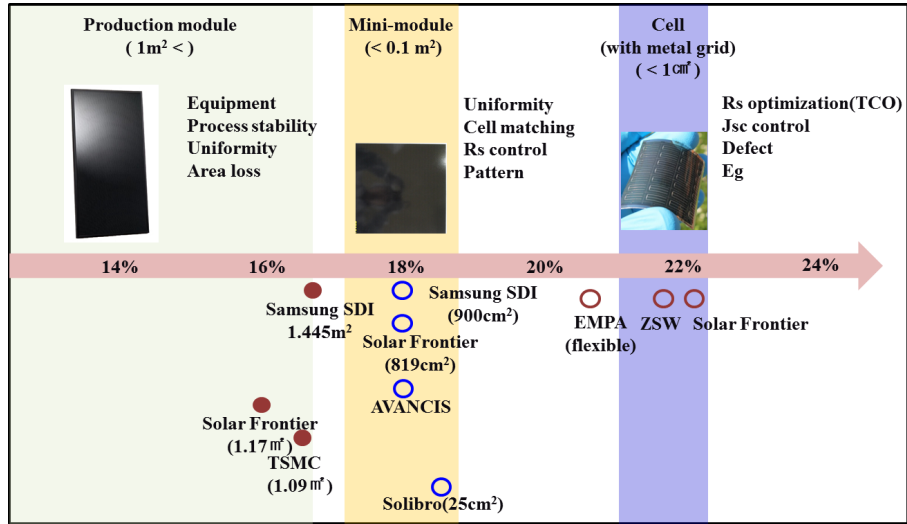 Production module
( 1m² < )
Mini-module
(< 0.1 m²)
Cell
(with metal grid)
( < 1㎠)
Equipment
Process stability
Uniformity
Area loss
Uniformity
Cell matching
Rs control
Pattern
Rs optimization(TCO)
Jsc control
Defect
Eg
14%
16%
18%
20%
22%
24%
Samsung SDI
1.445m²
Samsung SDI
(900cm²)
EMPA
(flexible)
ZSW
Solar Frontier
Solar Frontier
(819cm²)
AVANCIS
Solar Frontier
(1.17㎡)
TSMC
(1.09㎡)
Solibro(25cm²)